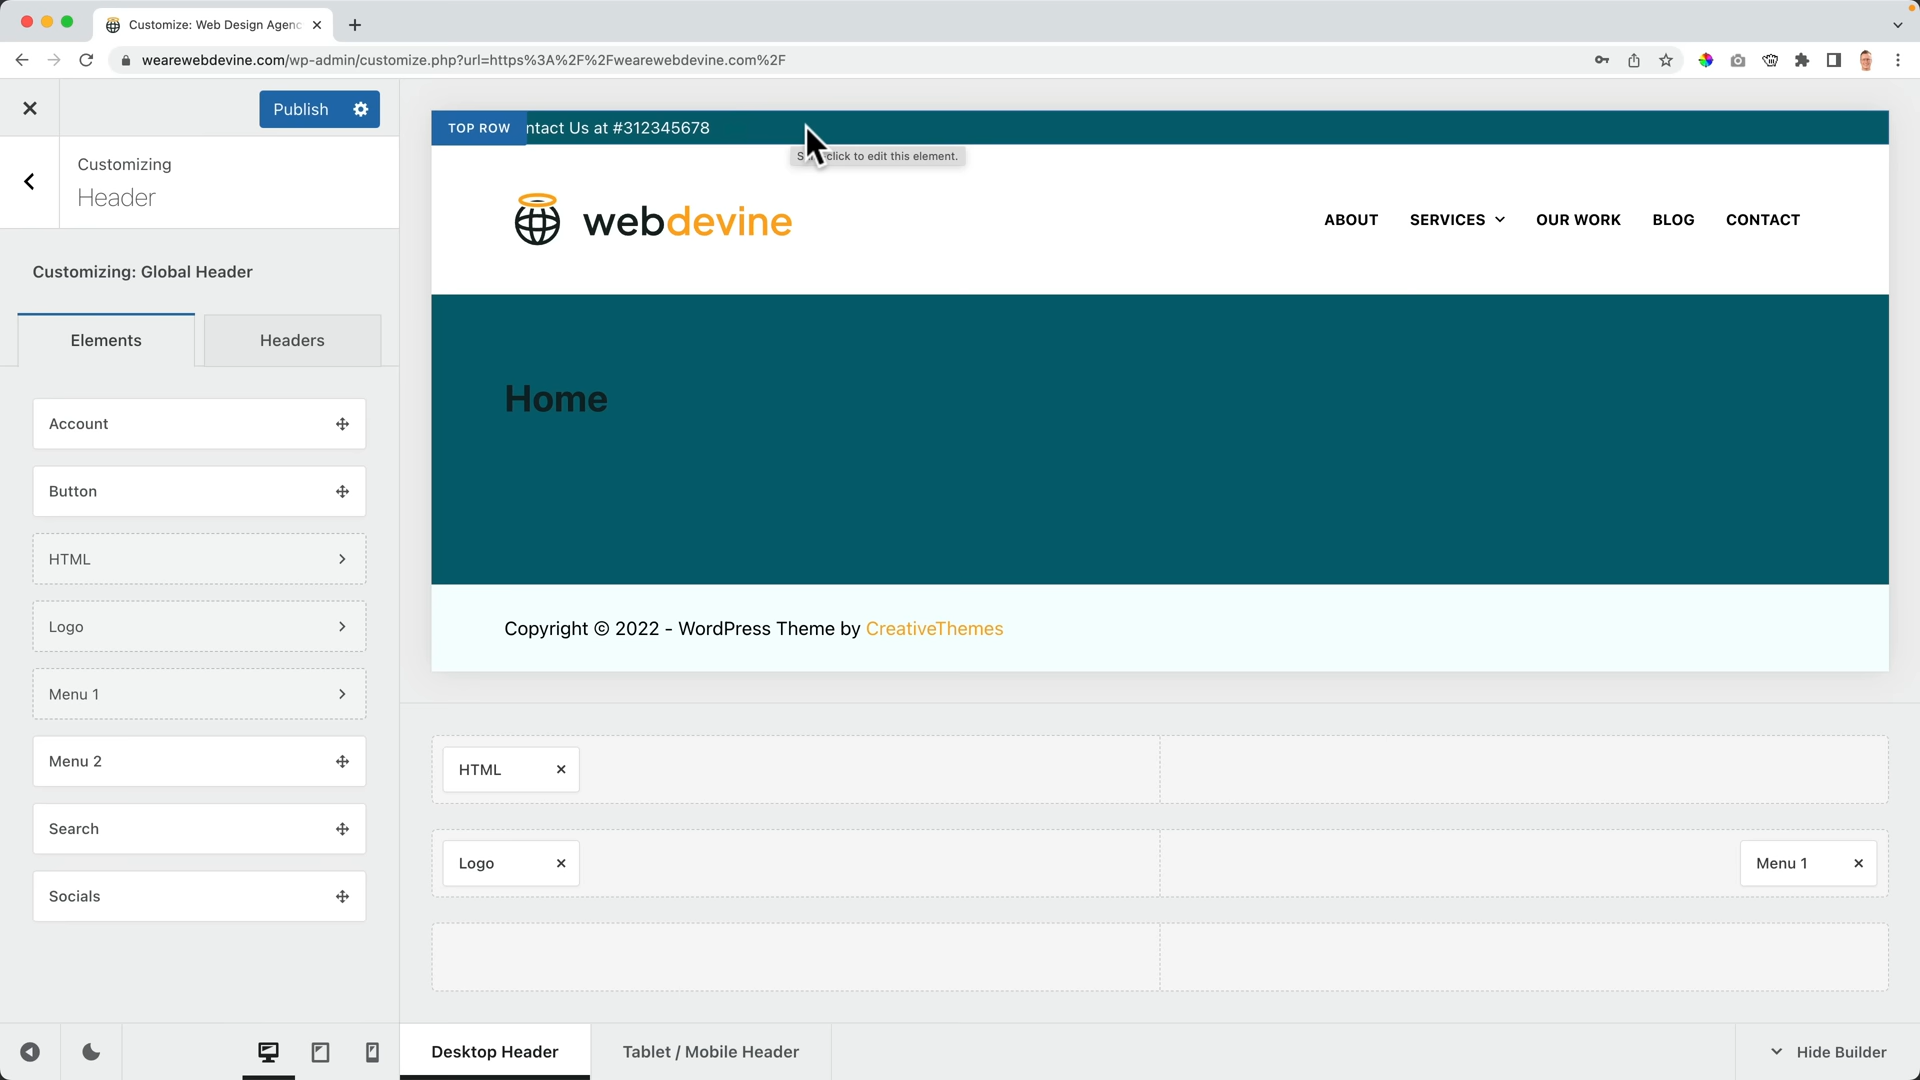 Customize: Web Design Agenc
wearewebdevine.com/wp-admin/customize.php?url=https%3A%2F%2Fwearewebdevine.com%2F
Publish
Customizing
Header
Customizing: Global Header
Elements
Headers
Account
Button
HTML
Logo
Menu 1
Menu 2
Search
Socials
TOP ROW
ntact Us at #312345678
click to edit this element.
webdevine
ABOUT
SERVICES
OUR WORK
BLOG
CONTACT
Home
Copyright © 2022 - WordPress Theme by CreativeThemes
HTML
Logo
Menu 1
Desktop Header
Tablet / Mobile Header
Hide Builder